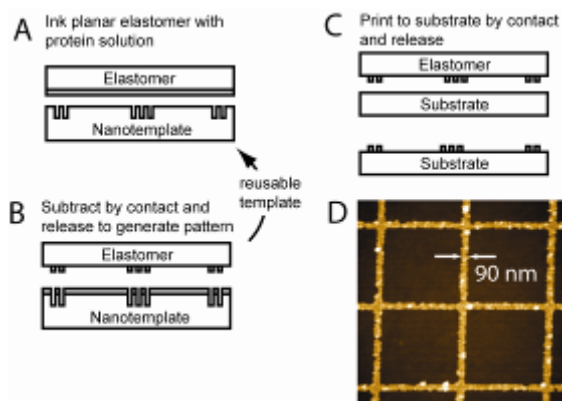 A
Ink planar elastomer with
protein solution
Elastomer
Nanotemplate
reusable
template
B
Subtract by contact and
release to generate pattern
Elastomer
Nanotemplate
C
Print to substrate by contact
and release
Elastomer
Substrate
Substrate
D
90 nm